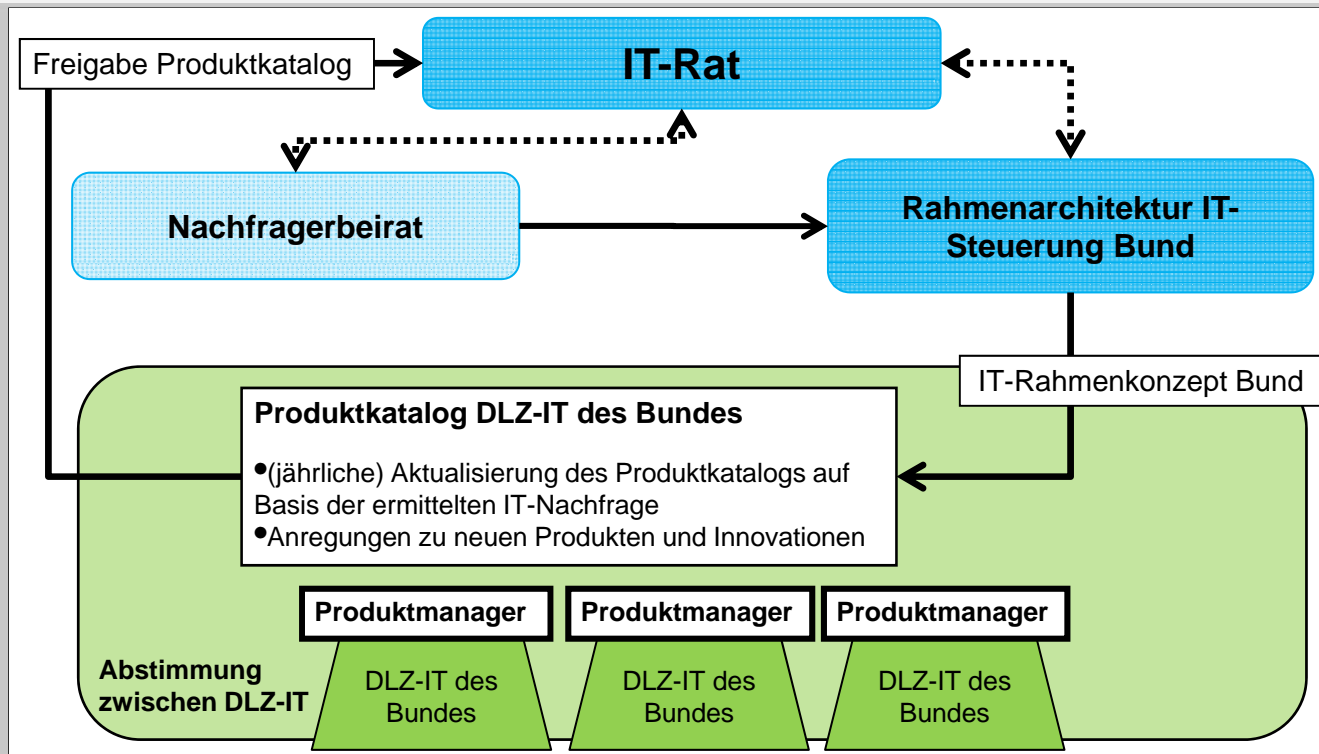 Freigabe Produktkatalog
IT-Rat
Nachfragerbeirat
Rahmenarchitektur IT-
Steuerung Bund
IT-Rahmenkonzept Bund
Produktkatalog DLZ-IT des Bundes
•(jährliche) Aktualisierung des Produktkatalogs auf
Basis der ermittelten IT-Nachfrage
•Anregungen zu neuen Produkten und Innovationen
Produktmanager
Produktmanager
Produktmanager
Abstimmung
zwischen DLZ-IT
DLZ-IT des
Bundes
DLZ-IT des
Bundes
DLZ-IT des
Bundes